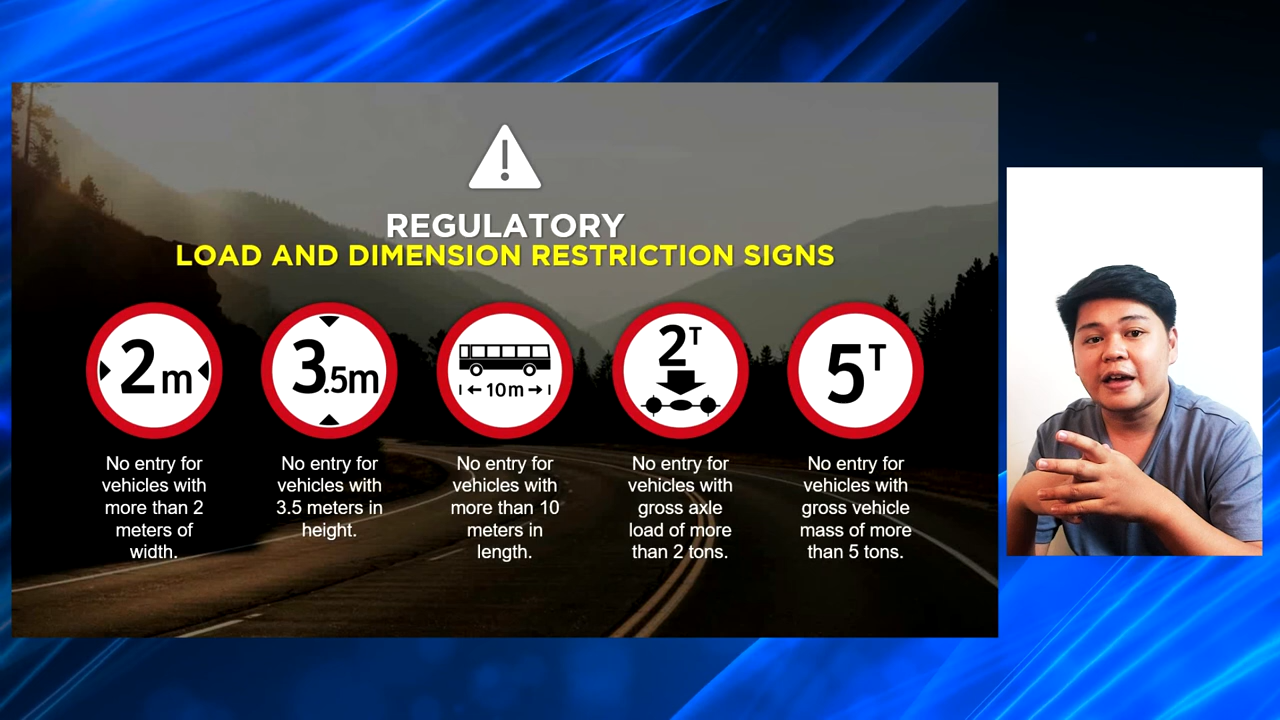 REGULATORY
LOAD AND DIMENSION RESTRICTION SIGNS
2m
3.5m
10m
2T
5T
No entry for
vehicles with
more than 2
meters of
width.
No entry for
vehicles with
3.5 meters in
height.
No entry for
vehicles with
more than 10
meters in
length.
No entry for
vehicles with
gross axle
load of more
than 2 tons.
No entry for
vehicles with
gross vehicle
mass of more
than 5 tons.